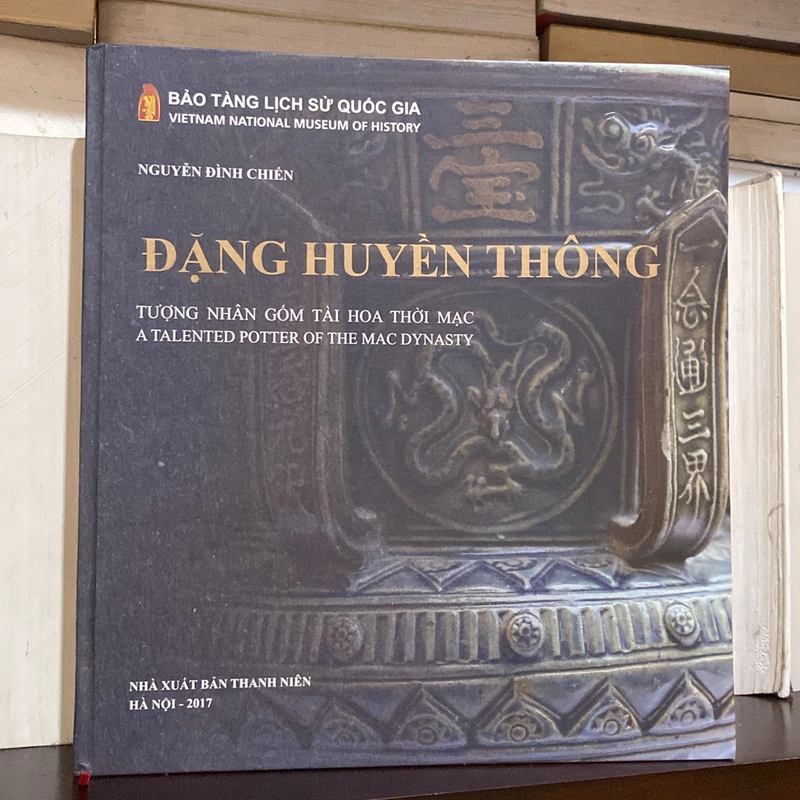 BẢO TÀNG LỊCH SỬ QUỐC GIA
VIETNAM NATIONAL MUSEUM OF HISTORY
NGUYỄN ĐÌNH CHIẾN
ĐẶNG HUYỀN THÔNG
TƯỢNG NHÂN GỐM TÀI HOA THỜI MẠC
A TALENTED POTTER OF THE MAC DYNASTY
三宝
一念通三界
NHÀ XUẤT BẢN THANH NIÊN
HÀ NỘI - 2017